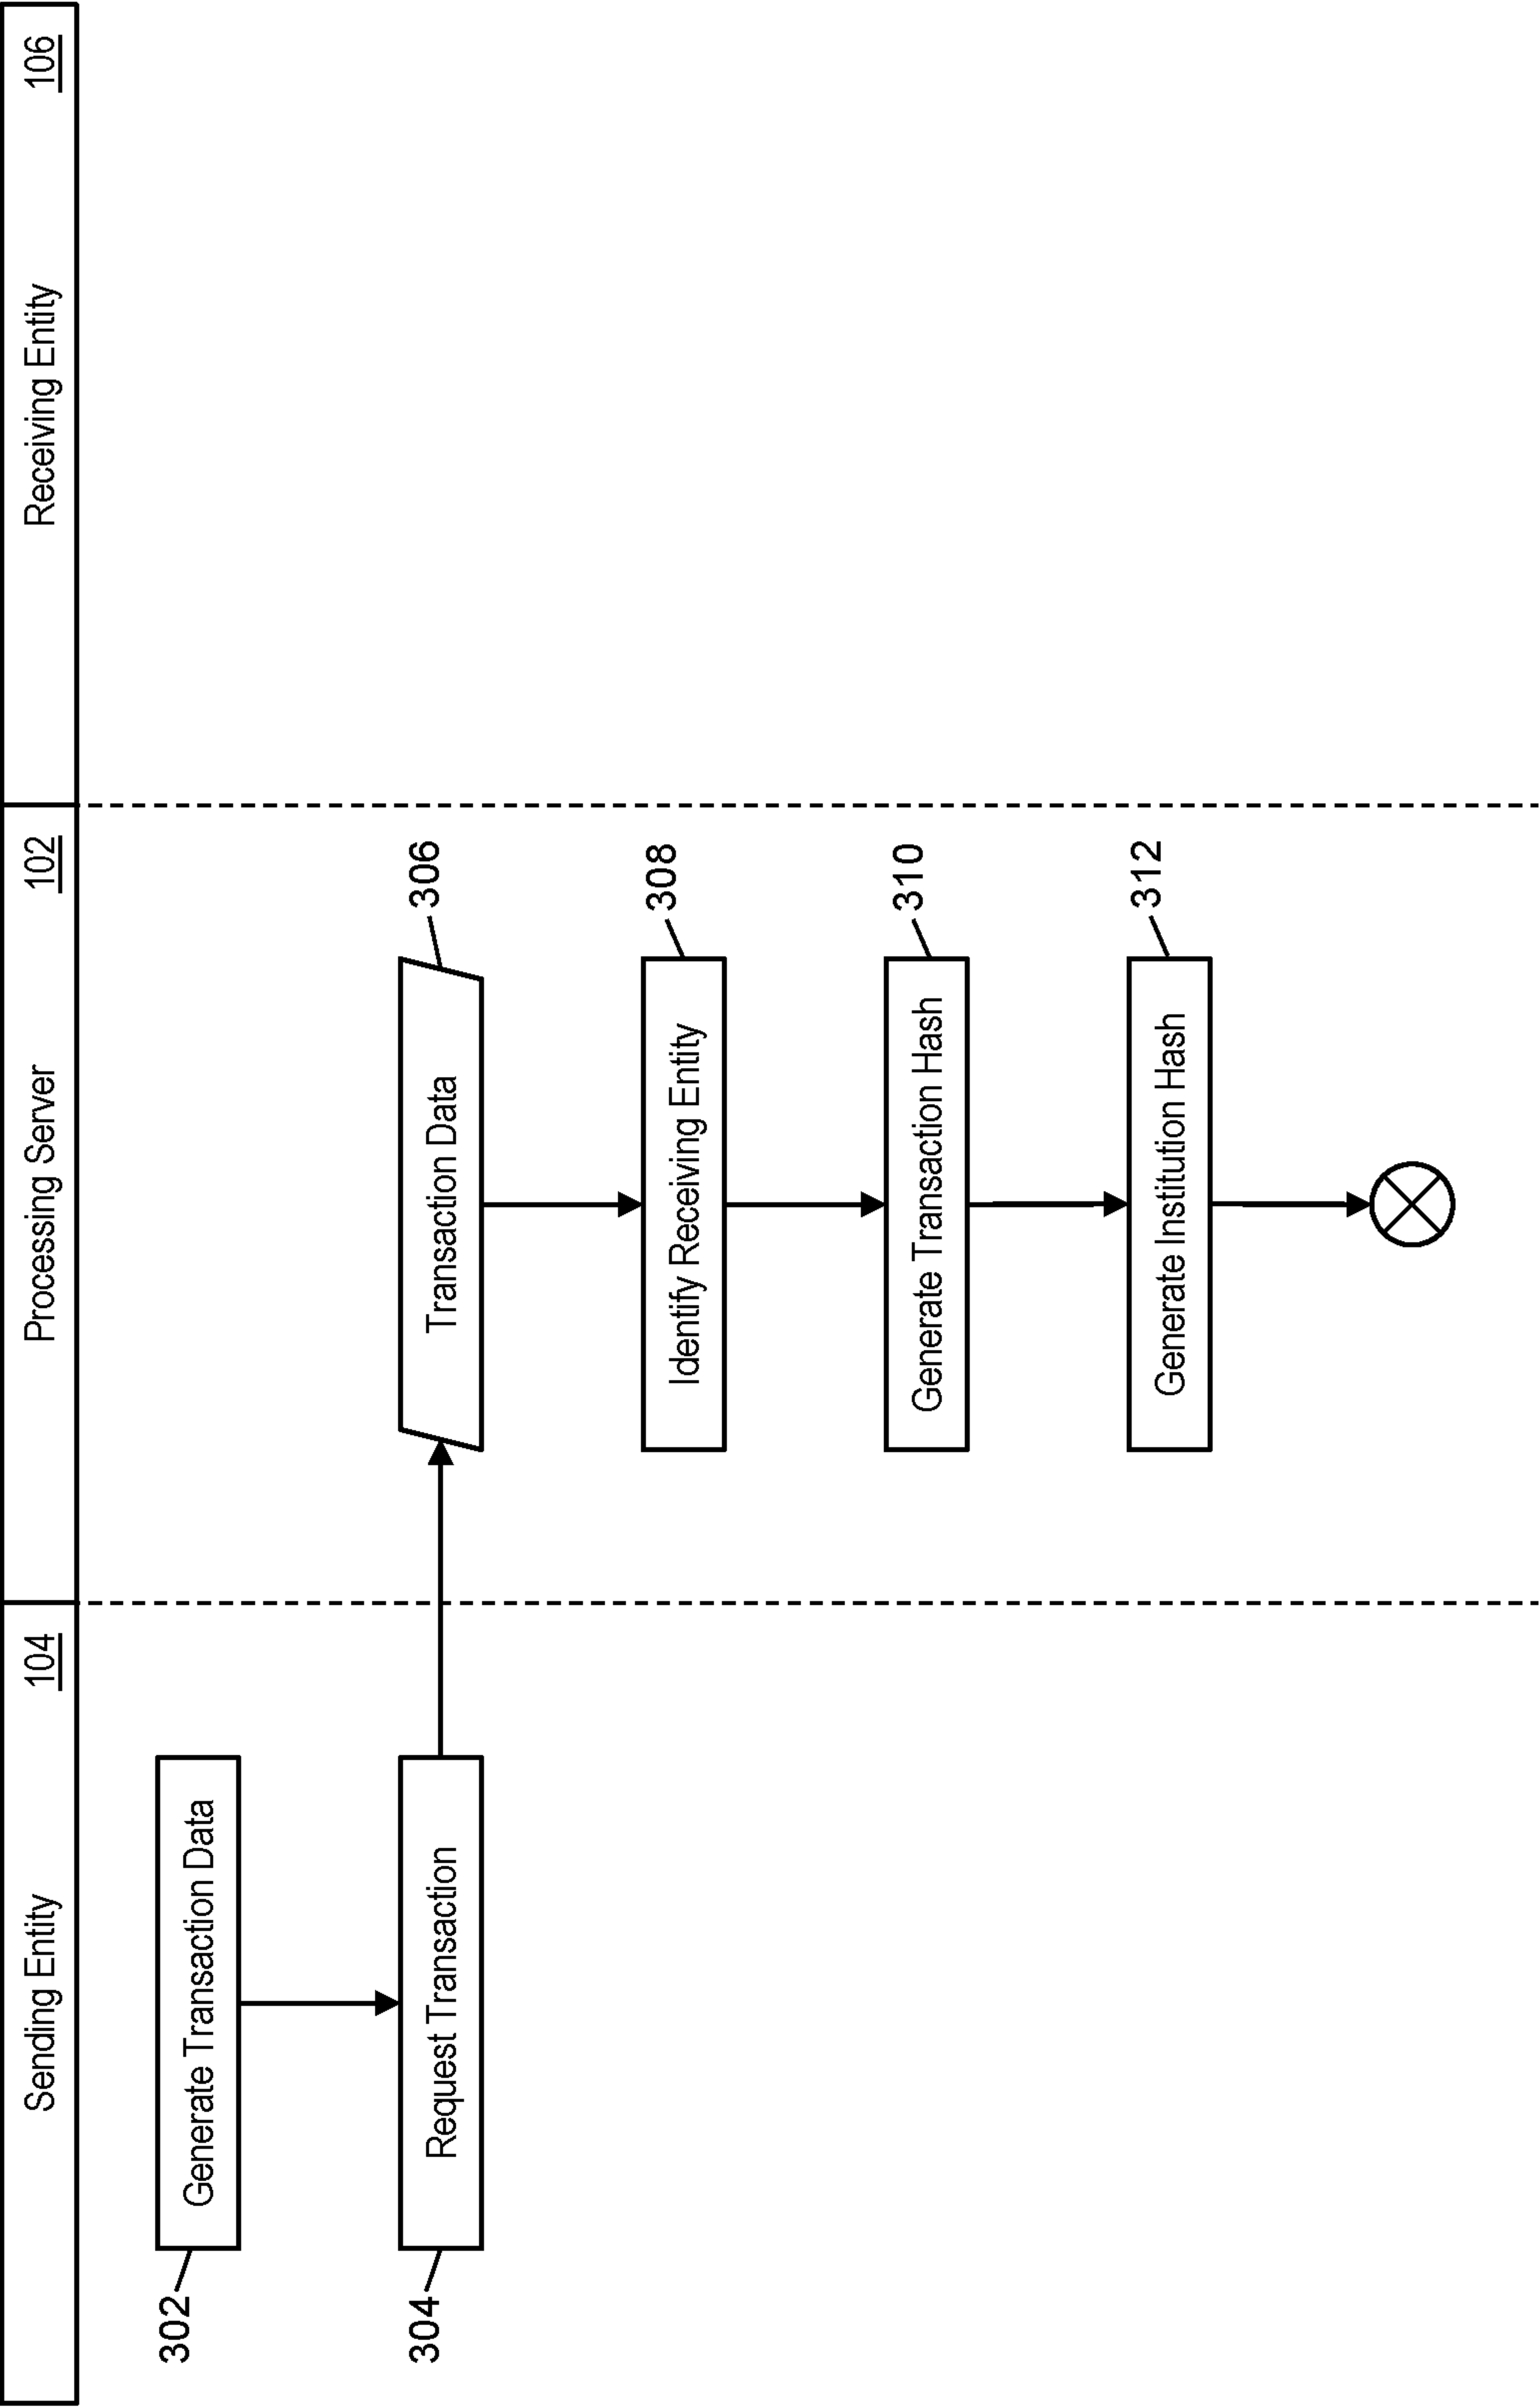 Sending Entity 104
Processing Server 102
Receiving Entity 106
302
Generate Transaction Data
304
Request Transaction
Transaction Data
306
Identify Receiving Entity
308
Generate Transaction Hash
310
Generate Institution Hash
312